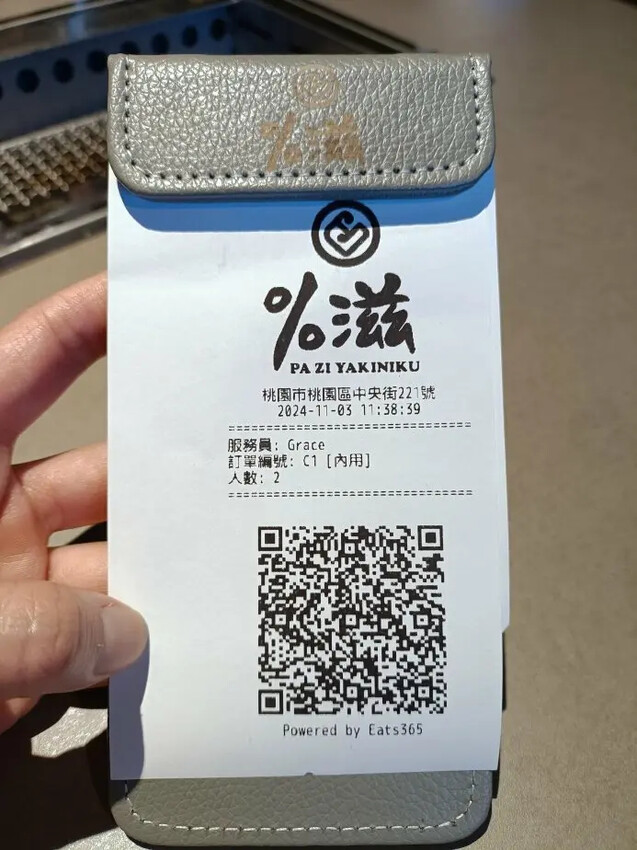 %滋
%滋
PA ZI YAKINIKU
桃園市桃園區中央街221號
2024-11-03 11:38:39
服務員: Grace
訂單編號: C1 [內用]
人數: 2
Powered by Eats365